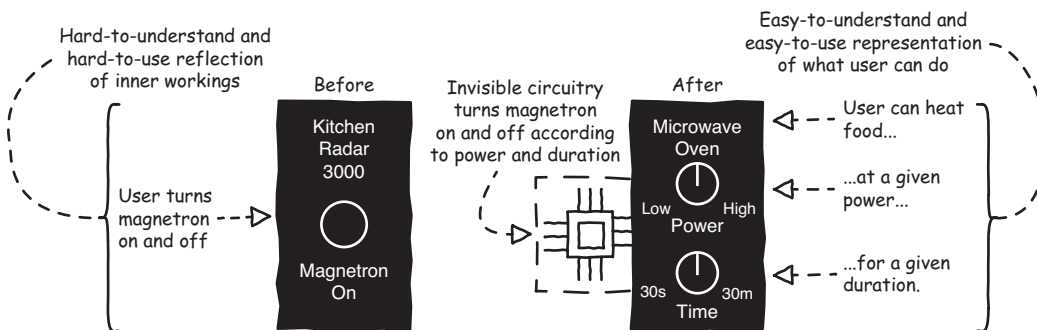 Hard-to-understand and
hard-to-use reflection
of inner workings
Before
Kitchen
Radar
3000
Magnetron
On
User turns
magnetron
on and off
Invisible circuitry
turns magnetron
on and off according
to power and duration
After
Microwave
Oven
Low
High
Power
30s
30m
Time
Easy-to-understand and
easy-to-use representation
of what user can do
User can heat
food...
...at a given
power...
...for a given
duration.